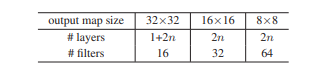 output map size 32×32 16×16 8×8
# layers 1+2n 2n 2n
# filters 16 32 64